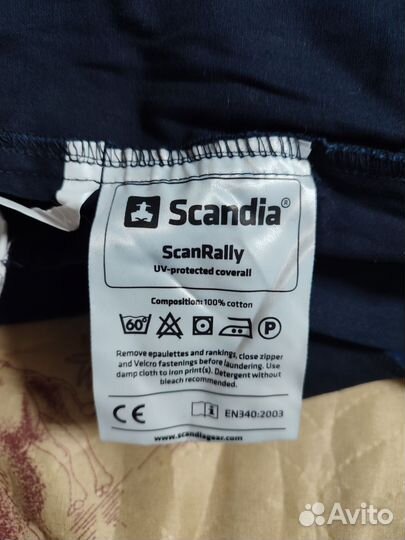 Scandia®
ScanRally
UV-protected coverall
Composition: 100% cotton
60° P
Remove epaulettes and rankings, close zipper
and Velcro fastenings before laundering. Use
damp cloth to iron print(s). Detergent without
bleach recommended.
CE i EN340:2003
www.scandiagear.com
Avito